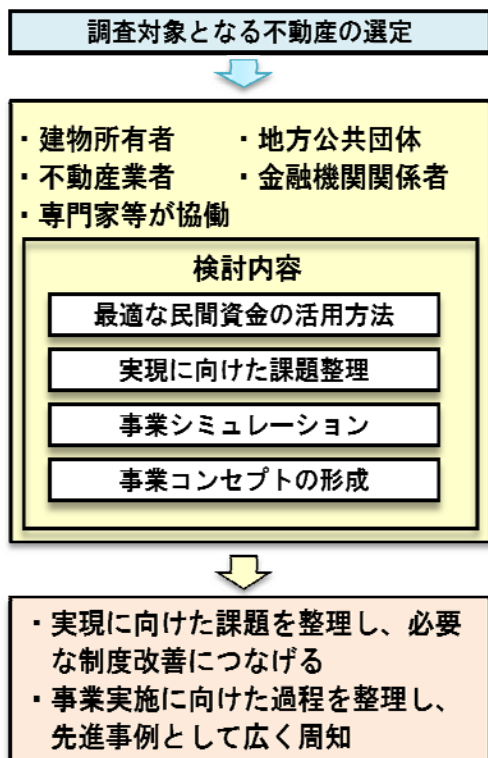 調査対象となる不動産の選定
・建物所有者　・地方公共団体
・不動産業者　・金融機関関係者
・専門家等が協働
検討内容
最適な民間資金の活用方法
実現に向けた課題整理
事業シミュレーション
事業コンセプトの形成
・実現に向けた課題を整理し、必要
な制度改善につなげる
・事業実施に向けた過程を整理し、
先進事例として広く周知